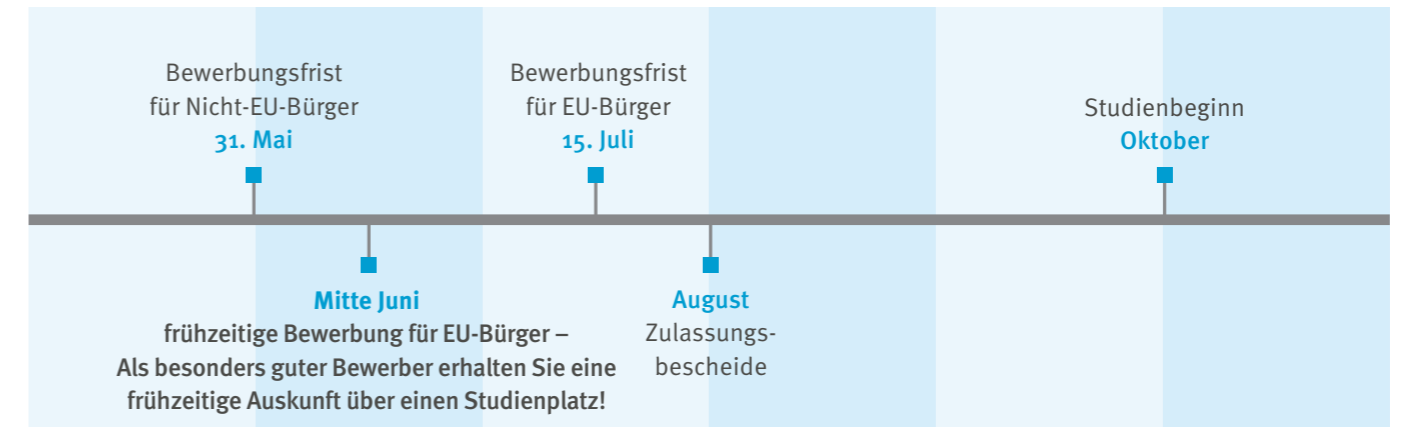 Bewerbungsfrist
für Nicht-EU-Bürger
31. Mai
Bewerbungsfrist
für EU-Bürger
15. Juli
Studienbeginn
Oktober
Mitte Juni
frühzeitige Bewerbung für EU-Bürger –
Als besonders guter Bewerber erhalten Sie eine
frühzeitige Auskunft über einen Studienplatz!
August
Zulassungs-
bescheide